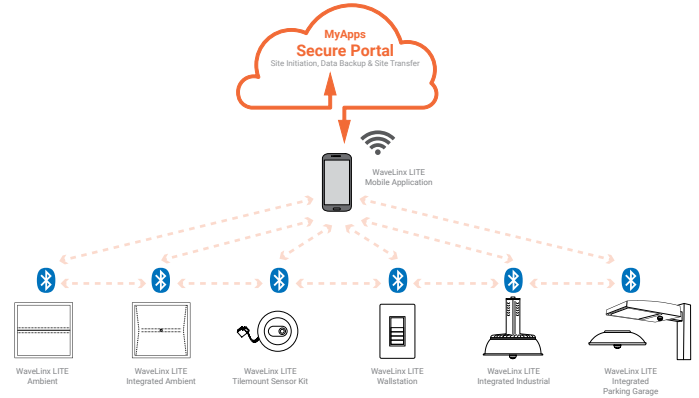 MyApps
Secure Portal
Site Initiation, Data Backup & Site Transfer
WaveLinx LITE
Mobile Application
WaveLinx LITE
Ambient
WaveLinx LITE
Integrated Ambient
WaveLinx LITE
Tilemount Sensor Kit
WaveLinx LITE
Wallstation
WaveLinx LITE
Integrated Industrial
WaveLinx LITE
Integrated
Parking Garage